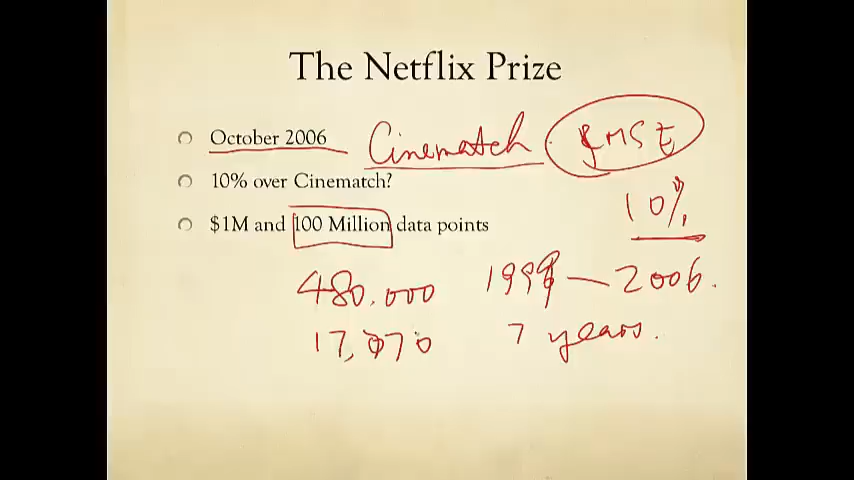 The Netflix Prize
October 2006 Cinematch RMSE
10% over Cinematch?
10%
$1M and 100 Million data points
480,000 1999 — 2006.
17,070 7 years.